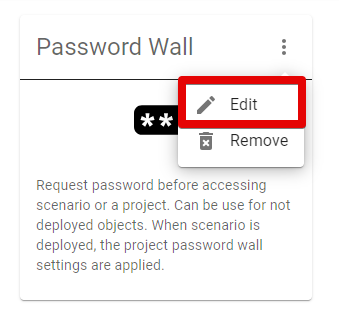 Password Wall
Edit
**
Remove
Request password before accessing
scenario or a project. Can be use for not
deployed objects. When scenario is
deployed, the project password wall
settings are applied.